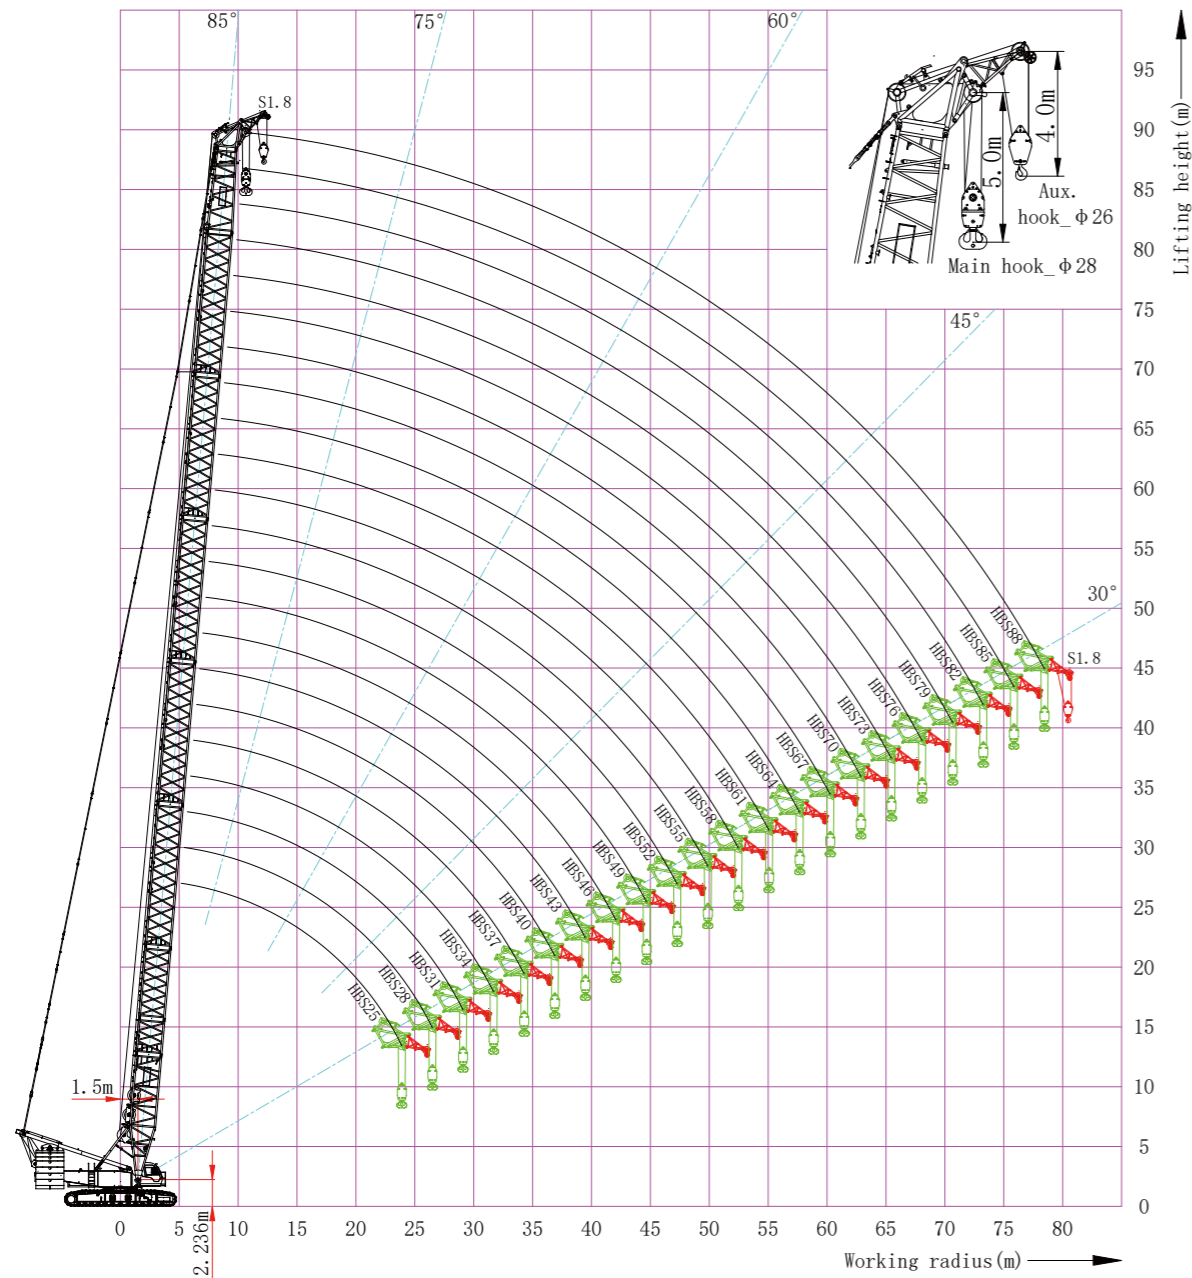 85°
75°
60°
S1.8
4.0m
5.0m
Aux.
hook_φ26
Main hook_φ28
Lifting height(m)
95
90
85
80
75
70
65
60
55
50
45
40
35
30
25
20
15
10
5
0
45°
30°
S1.8
HBS88
HBS85
HBS82
HBS79
HBS76
HBS73
HBS70
HBS67
HBS64
HBS61
HBS58
HBS55
HBS52
HBS49
HBS46
HBS43
HBS40
HBS37
HBS34
HBS31
HBS28
HBS25
1.5m
2.236m
0 5 10 15 20 25 30 35 40 45 50 55 60 65 70 75 80
Working radius(m)